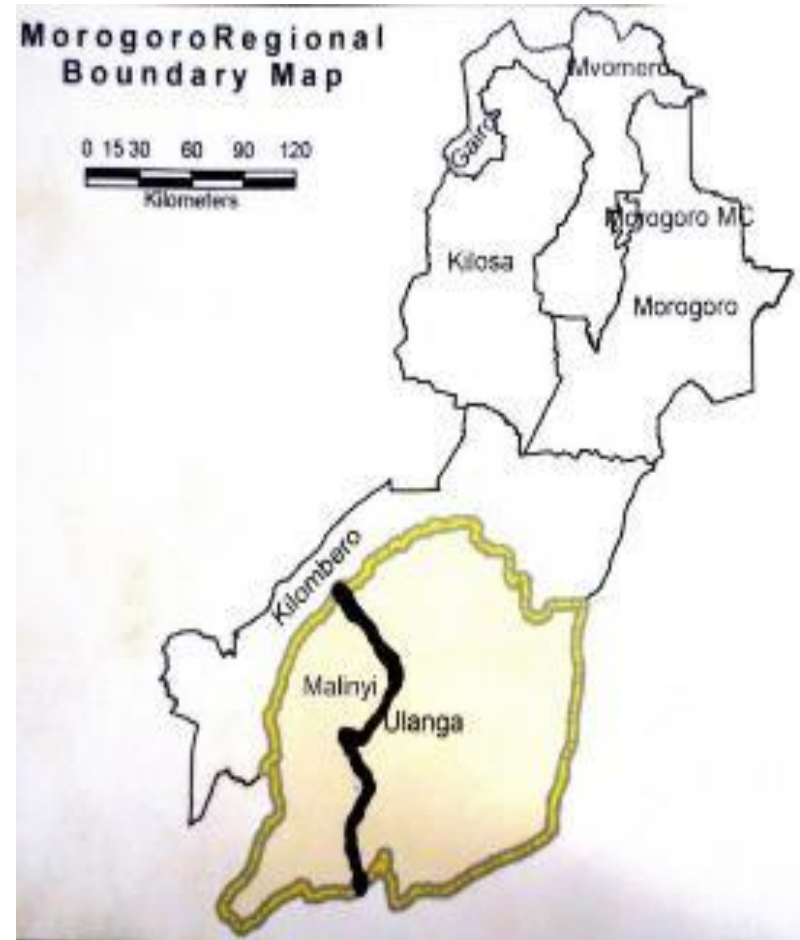 MorogoroRegional
Boundary Map
0 15 30 60 90 120
Kilometers
Mvomero
Gairo
Morogoro MC
Kilosa
Morogoro
Kilombero
Malinyi
Ulanga